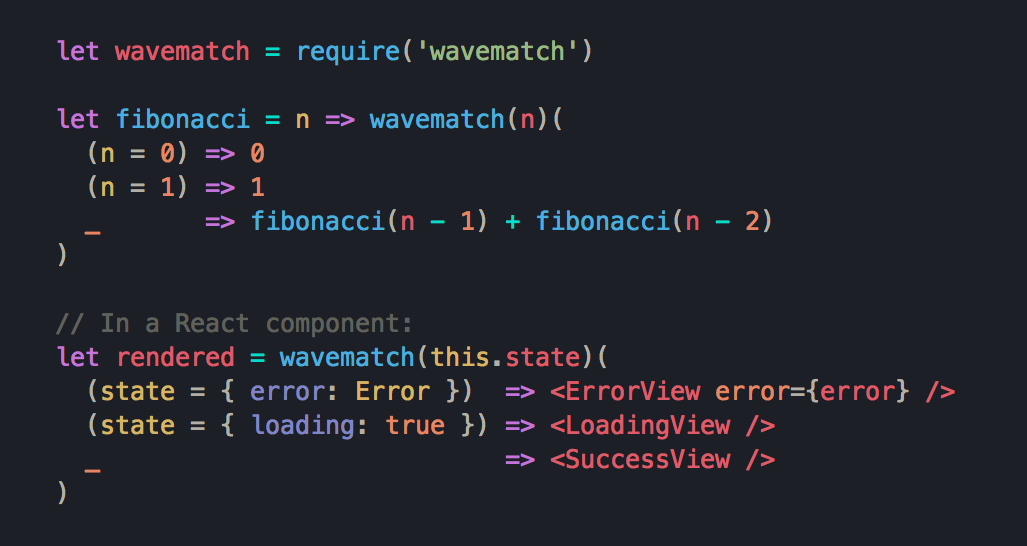 let wavematch = require('wavematch')

let fibonacci = n => wavematch(n)(
  (n = 0) => 0
  (n = 1) => 1
  _       => fibonacci(n - 1) + fibonacci(n - 2)
)

// In a React component:
let rendered = wavematch(this.state)(
  (state = { error: Error })  => <ErrorView error={error} />
  (state = { loading: true }) => <LoadingView />
  _                           => <SuccessView />
)